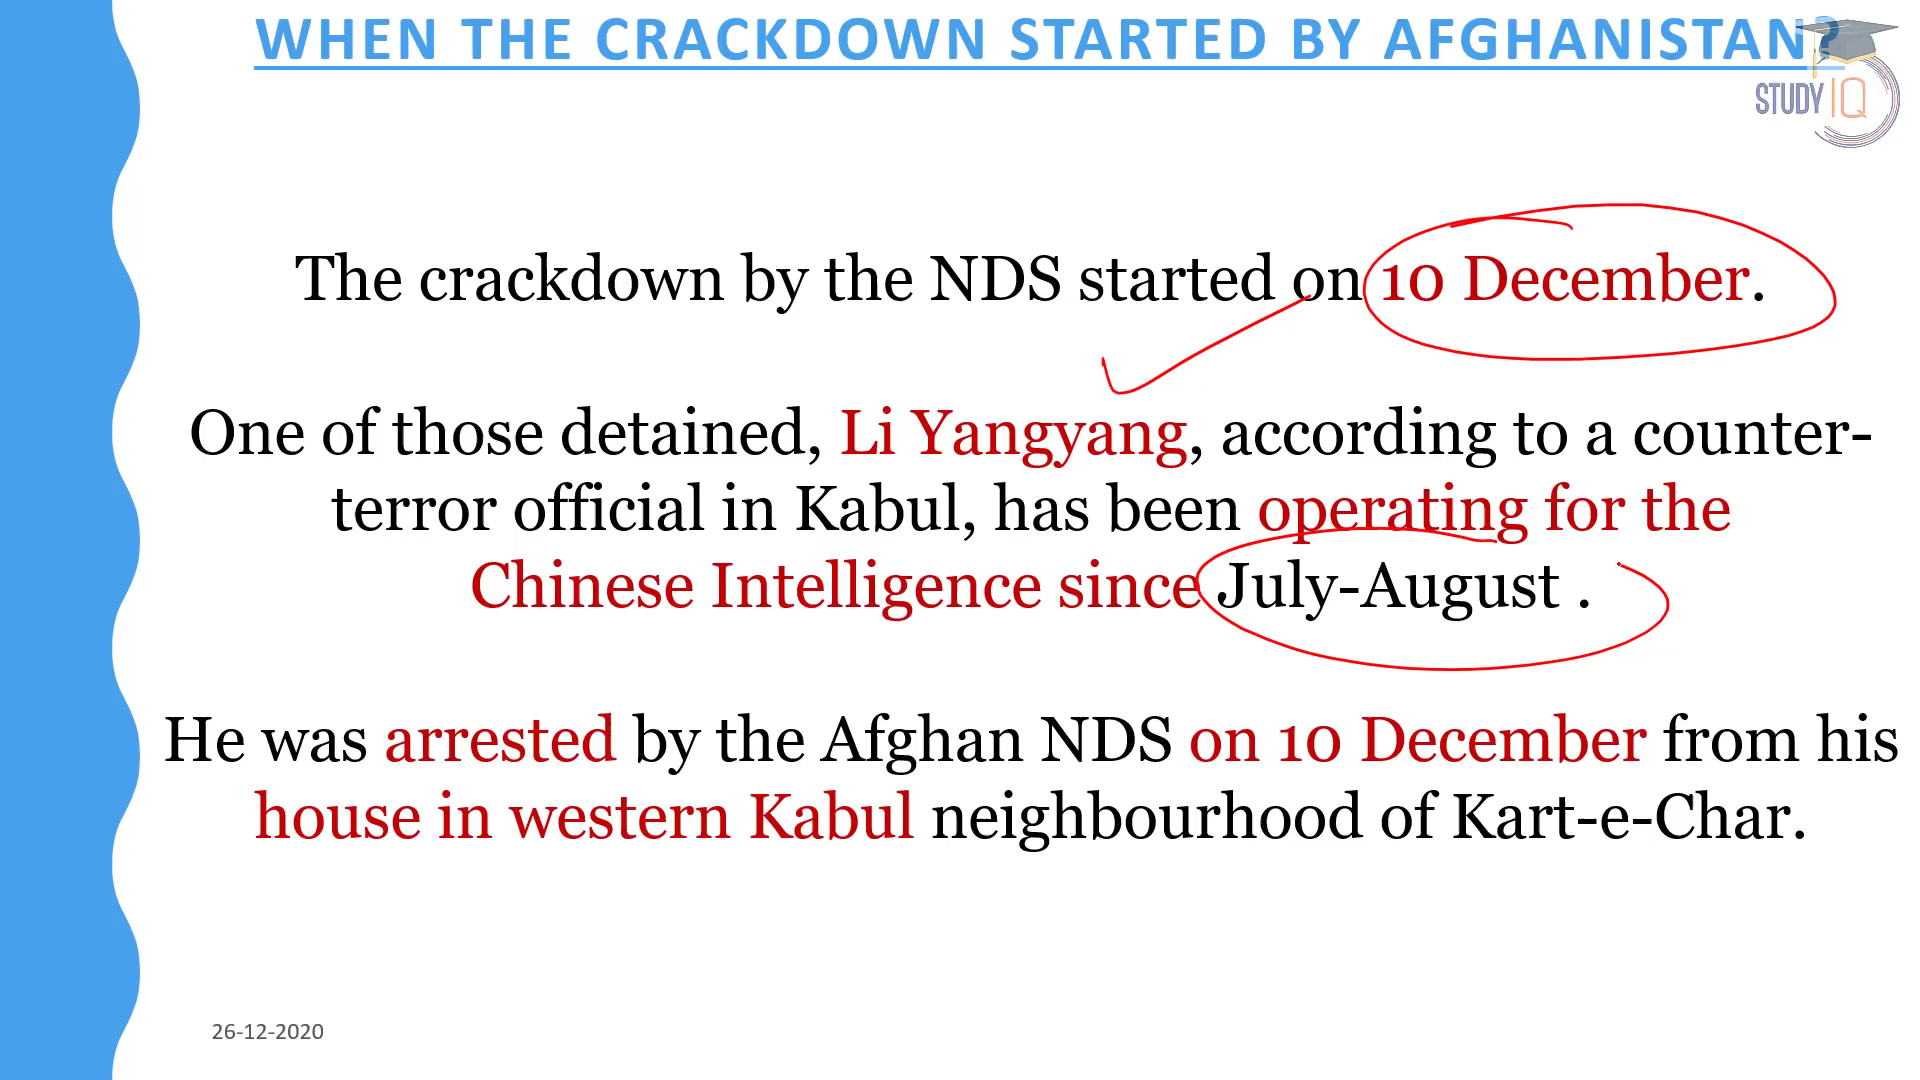 WHEN THE CRACKDOWN STARTED BY AFGHANISTAN?
STUDY IQ
The crackdown by the NDS started on 10 December.
One of those detained, Li Yangyang, according to a counter-
terror official in Kabul, has been operating for the
Chinese Intelligence since July-August .
He was arrested by the Afghan NDS on 10 December from his
house in western Kabul neighbourhood of Kart-e-Char.
26-12-2020